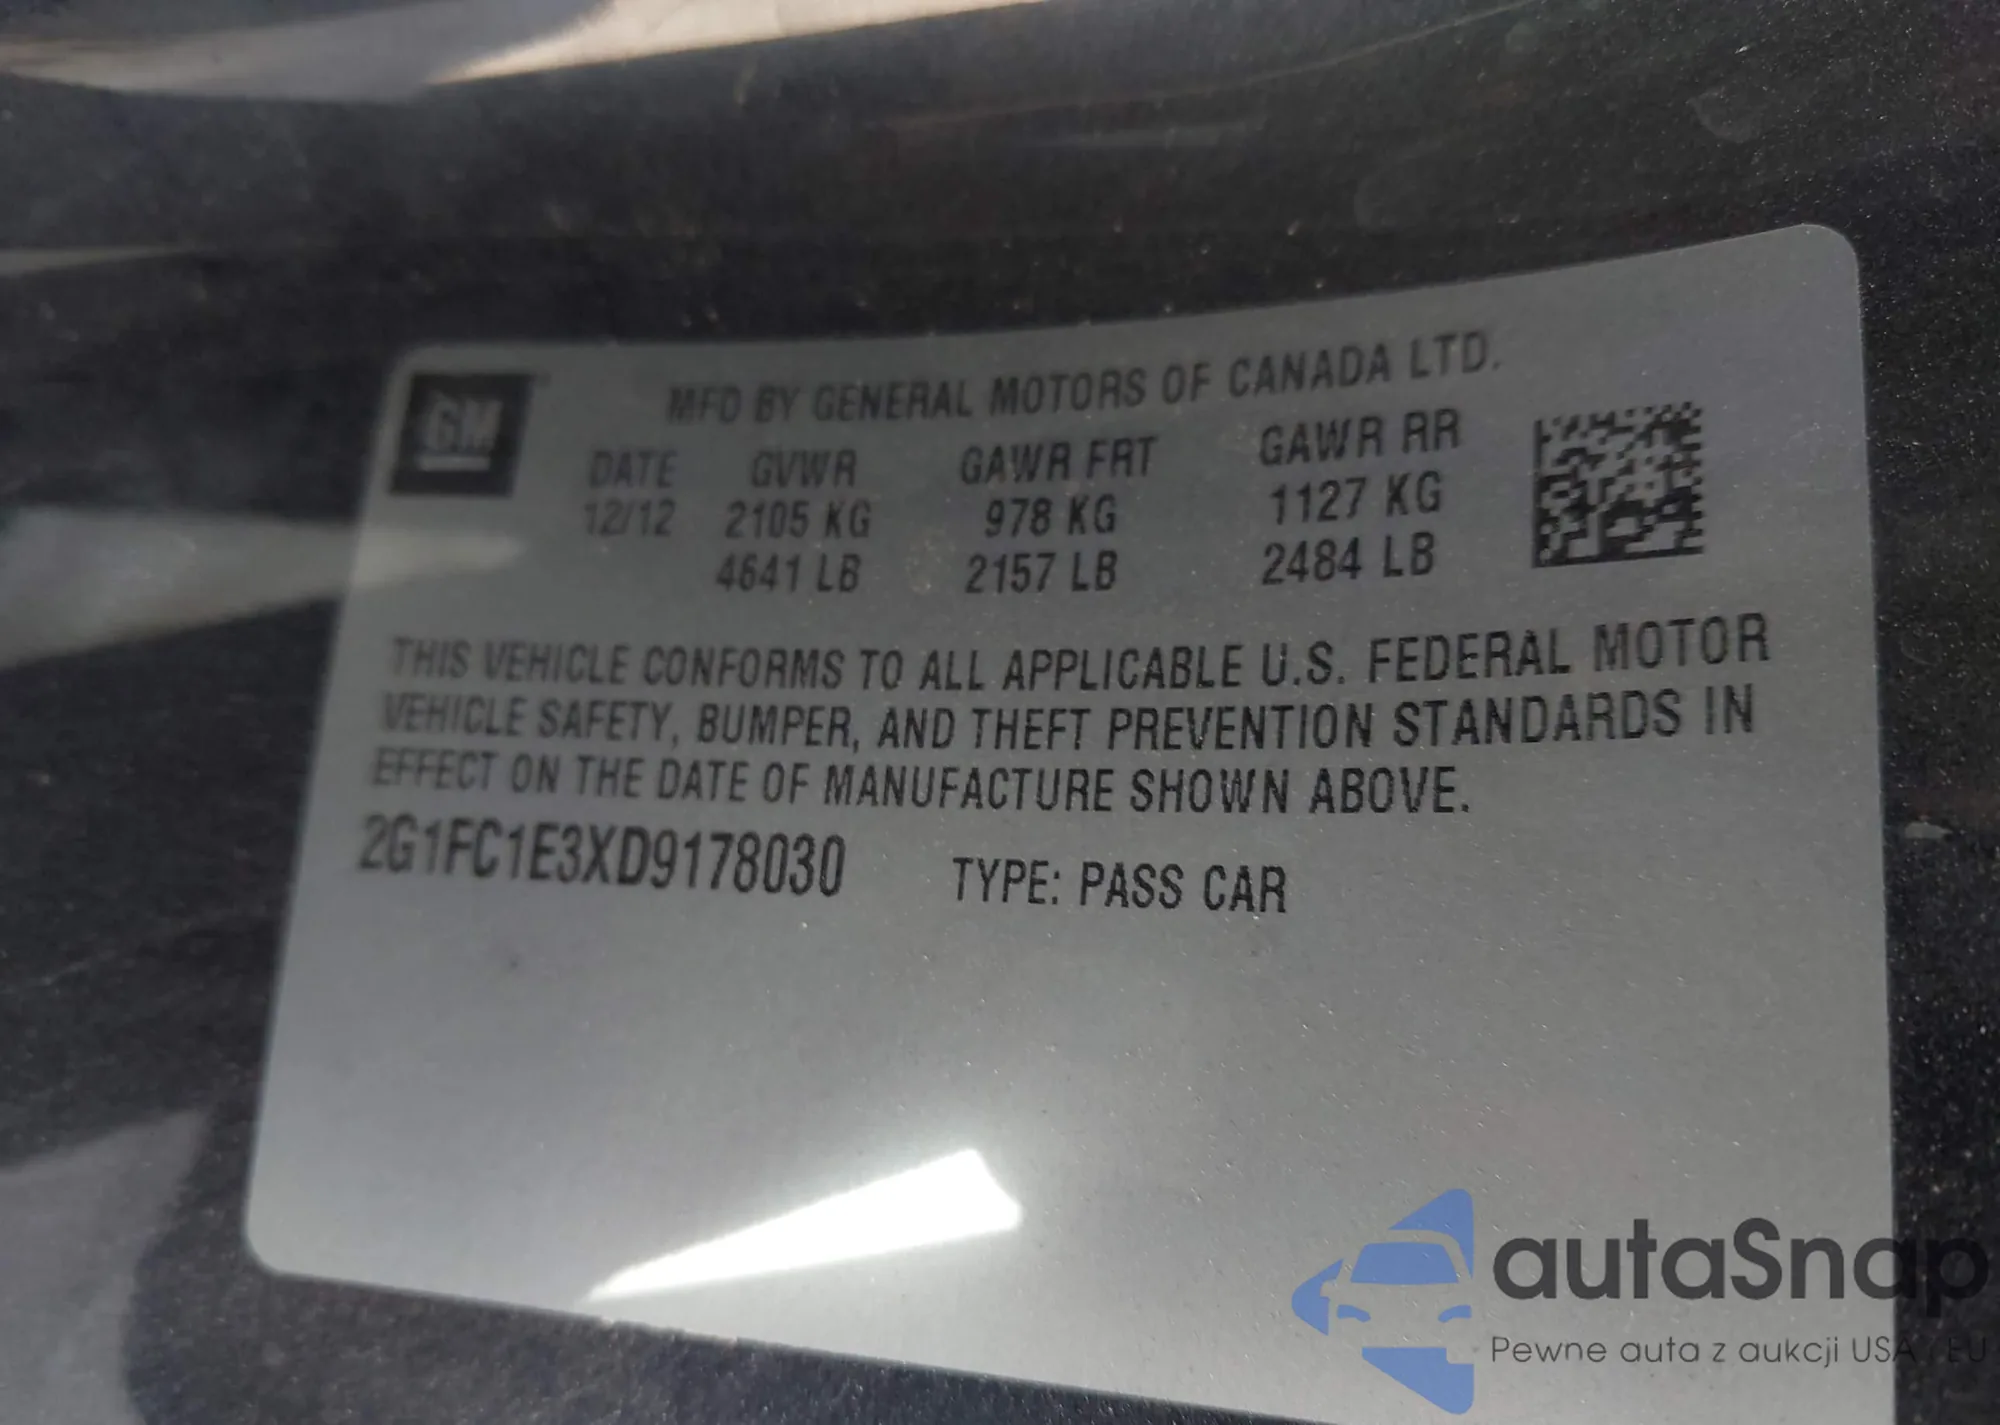 GM
MFD BY GENERAL MOTORS OF CANADA LTD.
DATE GVWR GAWR FRT GAWR RR
12/12 2105 KG 978 KG 1127 KG
4641 LB 2157 LB 2484 LB
THIS VEHICLE CONFORMS TO ALL APPLICABLE U.S. FEDERAL MOTOR
VEHICLE SAFETY, BUMPER, AND THEFT PREVENTION STANDARDS IN
EFFECT ON THE DATE OF MANUFACTURE SHOWN ABOVE.
2G1FC1E3XD9178030 TYPE: PASS CAR
autaSnap
Pewne auta z aukcji USA / EU